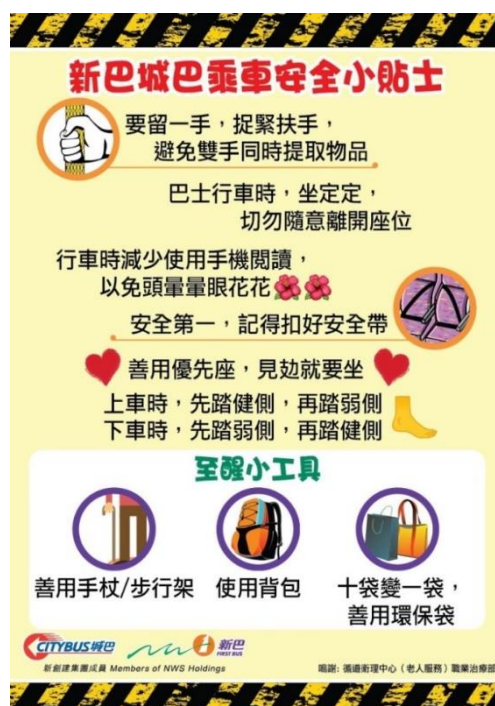 新巴城巴乘車安全小貼士
要留一手，捉緊扶手，
避免雙手同時提取物品
巴士行車時，坐定定，
切勿隨意離開座位
行車時減少使用手機閱讀，
以免頭暈暈眼花花
安全第一，記得扣好安全帶
善用優先座，見攰就要坐
上車時，先踏健側，再踏弱側
下車時，先踏弱側，再踏健側
至醒小工具
善用手杖/步行架
使用背包
十袋變一袋，
善用環保袋
CITYBUS 城巴
新巴
FIRST BUS
新創建集團成員 Members of NWS Holdings
鳴謝: 循道衛理中心（老人服務）職業治療部